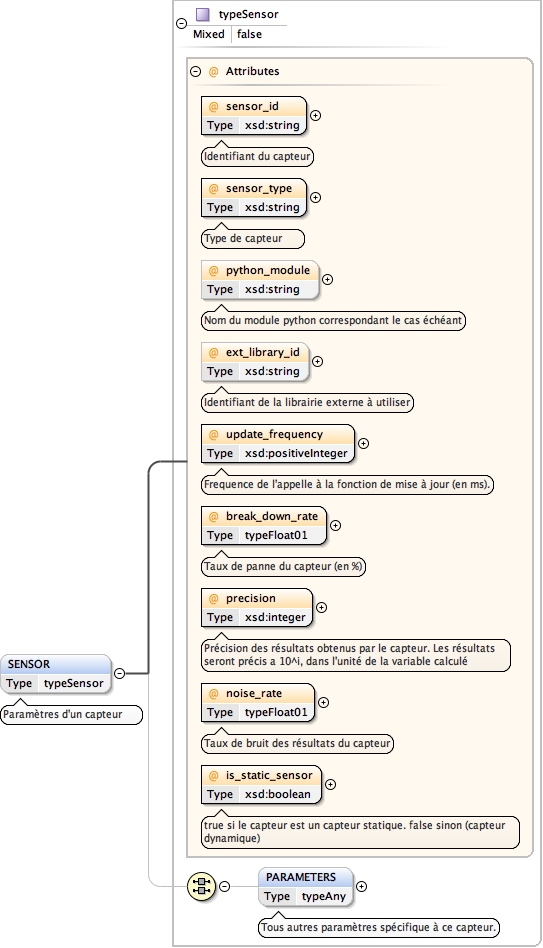 typeSensor
Mixed false
@ Attributes
@ sensor_id
Type xsd:string
Identifiant du capteur
@ sensor_type
Type xsd:string
Type de capteur
@ python_module
Type xsd:string
Nom du module python correspondant le cas échéant
@ ext_library_id
Type xsd:string
Identifiant de la librairie externe à utiliser
@ update_frequency
Type xsd:positiveInteger
Frequence de l'appelle à la fonction de mise à jour (en ms).
@ break_down_rate
Type typeFloat01
Taux de panne du capteur (en %)
@ precision
Type xsd:integer
Précision des résultats obtenus par le capteur. Les résultats
seront précis a 10^i, dans l'unité de la variable calculé
SENSOR
Type typeSensor
Paramètres d'un capteur
@ noise_rate
Type typeFloat01
Taux de bruit des résultats du capteur
@ is_static_sensor
Type xsd:boolean
true si le capteur est un capteur statique. false sinon (capteur
dynamique)
PARAMETERS
Type typeAny
Tous autres paramètres spécifique à ce capteur.